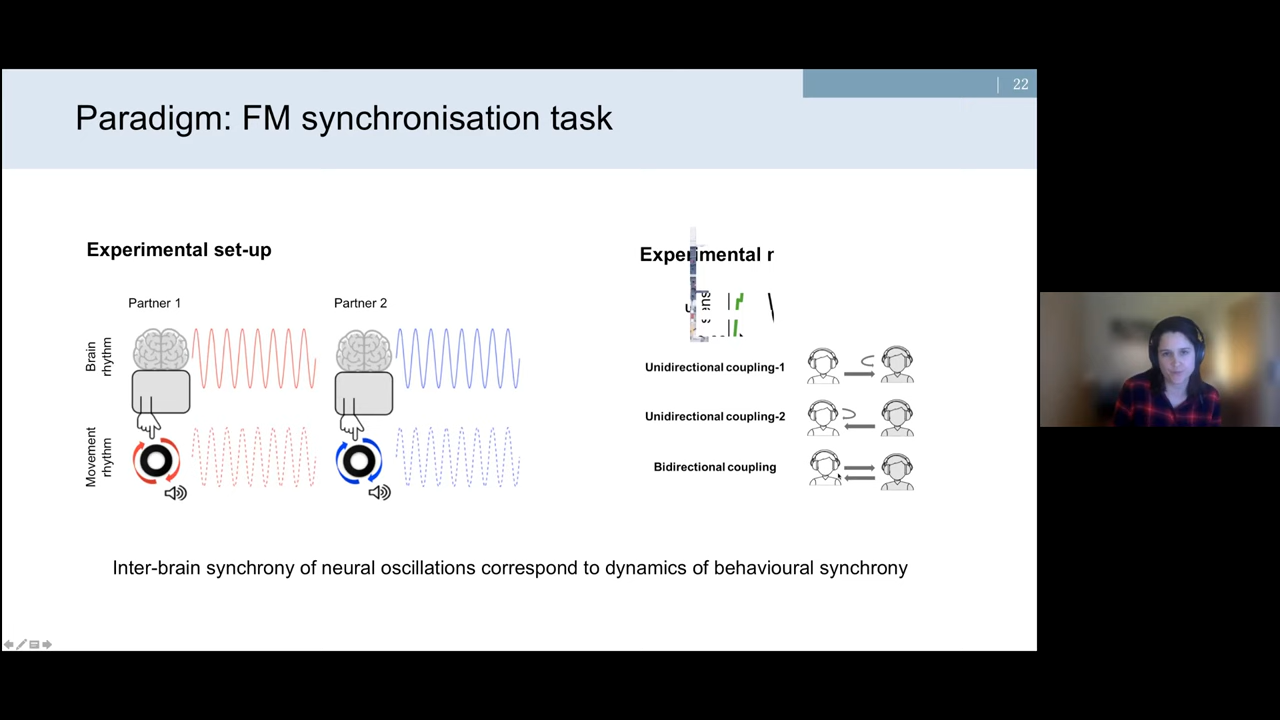 22
Paradigm: FM synchronisation task
Experimental set-up
Partner 1
Partner 2
Brain
rhythm
Movement
rhythm
Experimental r
Unidirectional coupling-1
Unidirectional coupling-2
Bidirectional coupling
Inter-brain synchrony of neural oscillations correspond to dynamics of behavioural synchrony